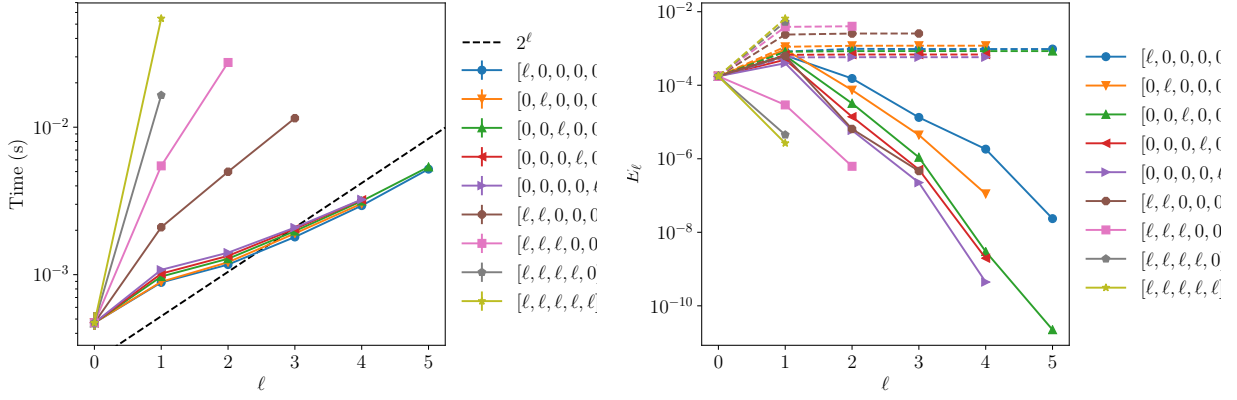 Time (s)
10⁻²
10⁻³
0 1 2 3 4 5
ℓ
2^ℓ
[ℓ, 0, 0, 0, 0
[0, ℓ, 0, 0, 0
[0, 0, ℓ, 0, 0
[0, 0, 0, ℓ, 0
[0, 0, 0, 0, ℓ
[ℓ, ℓ, 0, 0, 0
[ℓ, ℓ, ℓ, 0, 0
[ℓ, ℓ, ℓ, ℓ, 0
[ℓ, ℓ, ℓ, ℓ, ℓ]
E_ℓ
10⁻²
10⁻⁴
10⁻⁶
10⁻⁸
10⁻¹⁰
0 1 2 3 4 5
ℓ
[ℓ, 0, 0, 0, 0
[0, ℓ, 0, 0, 0
[0, 0, ℓ, 0, 0
[0, 0, 0, ℓ, 0
[0, 0, 0, 0, ℓ
[ℓ, ℓ, 0, 0, 0
[ℓ, ℓ, ℓ, 0, 0
[ℓ, ℓ, ℓ, ℓ, 0
[ℓ, ℓ, ℓ, ℓ, ℓ]